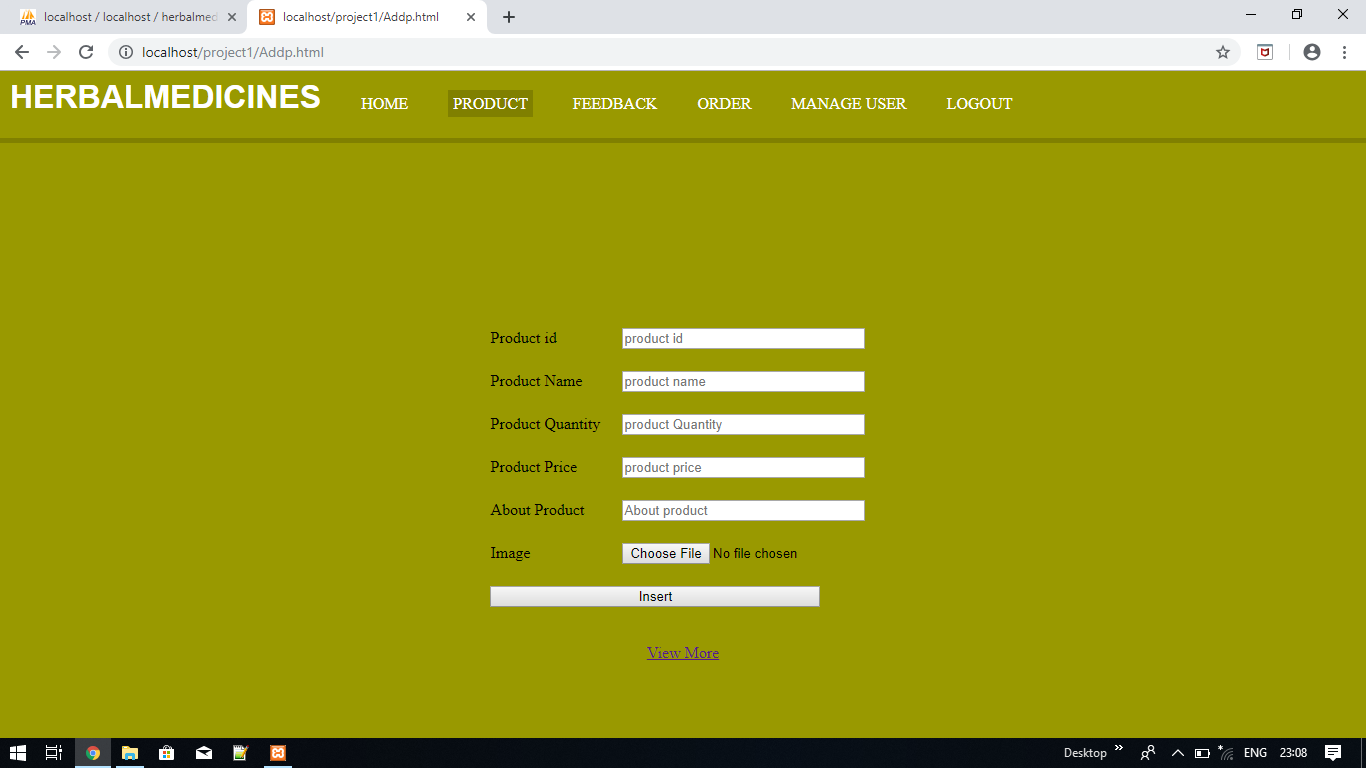 PMA localhost / localhost / herbalmed
localhost/project1/Addp.html
localhost/project1/Addp.html
HERBALMEDICINES HOME PRODUCT FEEDBACK ORDER MANAGE USER LOGOUT
Product id product id
Product Name product name
Product Quantity product Quantity
Product Price product price
About Product About product
Image Choose File No file chosen
Insert
View More
Desktop ENG 23:08